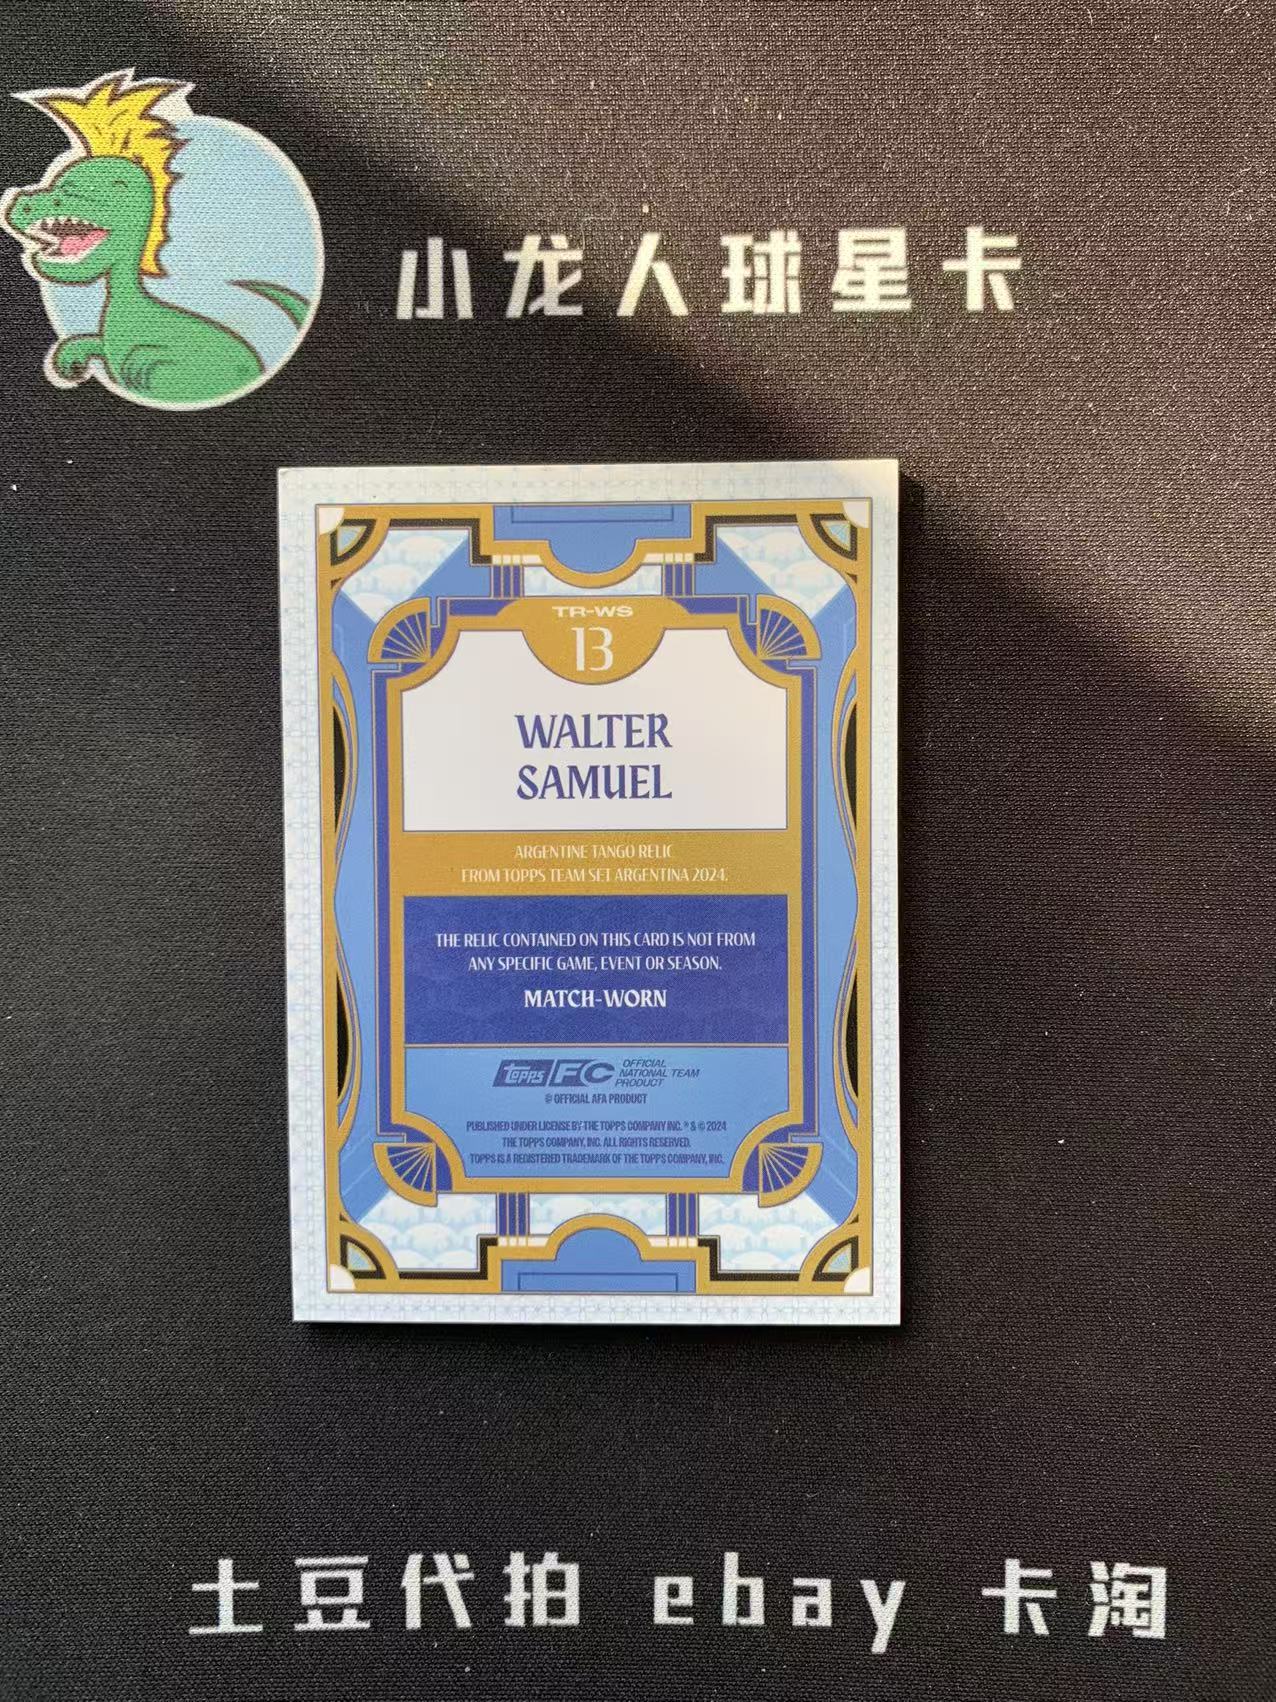 小龙人球星卡
TR-WS
13
WALTER
SAMUEL
ARGENTINE TANGO RELIC
FROM TOPPS TEAM SET ARGENTINA 2024.
THE RELIC CONTAINED ON THIS CARD IS NOT FROM
ANY SPECIFIC GAME, EVENT OR SEASON.
MATCH-WORN
topps FC OFFICIAL
NATIONAL TEAM
PRODUCT
© OFFICIAL AFA PRODUCT
PUBLISHED UNDER LICENSE BY THE TOPPS COMPANY INC. ® & © 2024
THE TOPPS COMPANY, INC. ALL RIGHTS RESERVED.
TOPPS IS A REGISTERED TRADEMARK OF THE TOPPS COMPANY, INC.
土豆代拍 ebay 卡淘